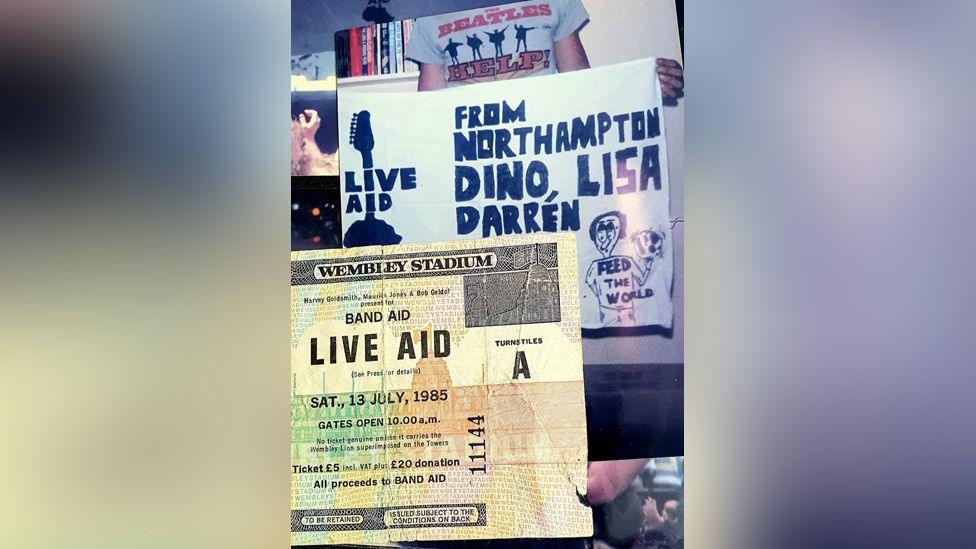 THE
BEATLES
HELP!
LIVE
AID
FROM
NORTHAMPTON
DINO, LISA
DARRÉN
FEED
THE
WORLD
WEMBLEY STADIUM
Harvey Goldsmith, Maurice Jones & Bob Geldof
present for
BAND AID
LIVE AID
(See Press for details)
SAT., 13 JULY, 1985
GATES OPEN 10.00 a.m.
No ticket genuine unless it carries the
Wembley Lion superimposed on the Towers
Ticket £5 incl. VAT plus £20 donation
All proceeds to BAND AID
TURNSTILES
A
11144
TO BE RETAINED
ISSUED SUBJECT TO THE
CONDITIONS ON BACK